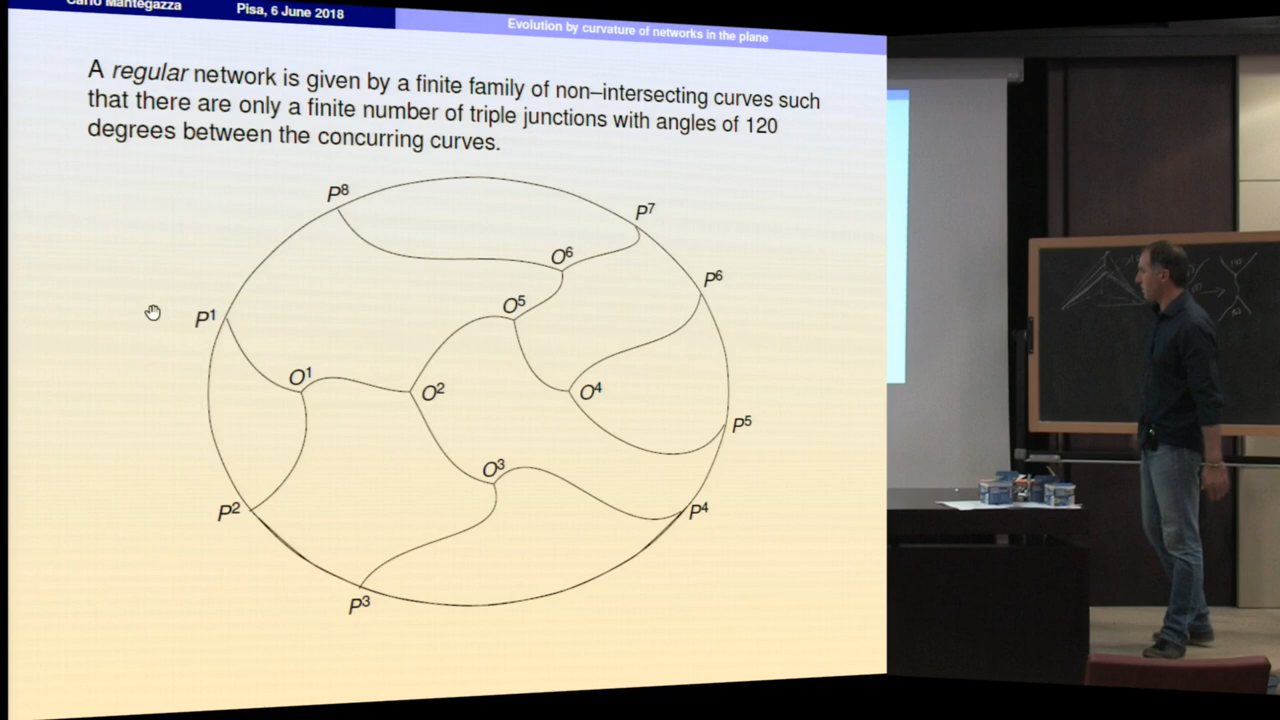 Carlo Mantegazza
Pisa, 6 June 2018
Evolution by curvature of networks in the plane
A regular network is given by a finite family of non–intersecting curves such
that there are only a finite number of triple junctions with angles of 120
degrees between the concurring curves.
P⁸
P⁷
O⁶
P⁶
O⁵
P¹
O¹
O²
O⁴
P⁵
O³
P²
P⁴
P³